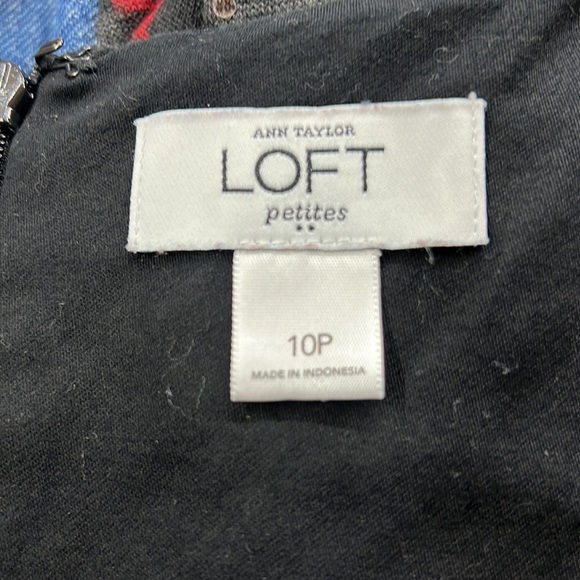 ANN TAYLOR
LOFT
petites
10P
MADE IN INDONESIA